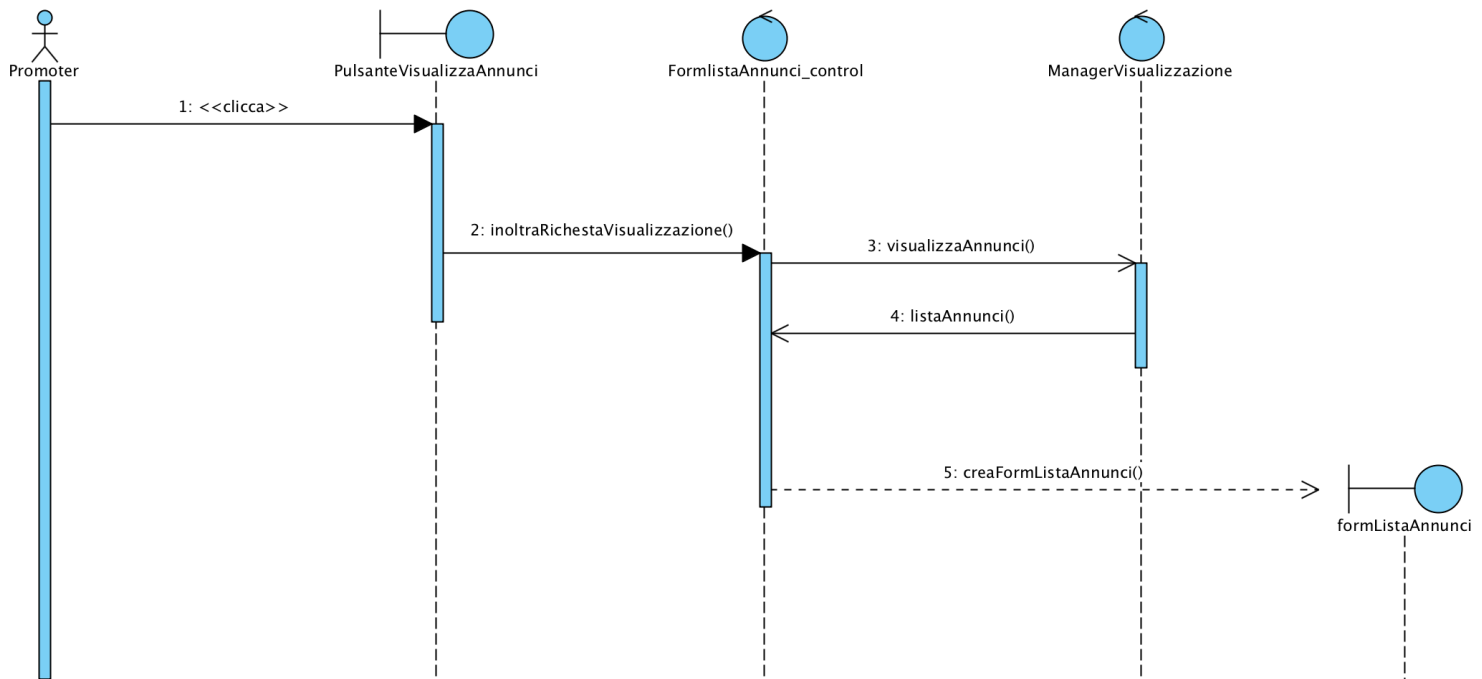 Promoter
PulsanteVisualizzaAnnunci
FormlistaAnnunci_control
ManagerVisualizzazione
1: <<clicca>>
2: inoltraRichestaVisualizzazione()
3: visualizzaAnnunci()
4: listaAnnunci()
5: creaFormListaAnnunci()
formListaAnnunci